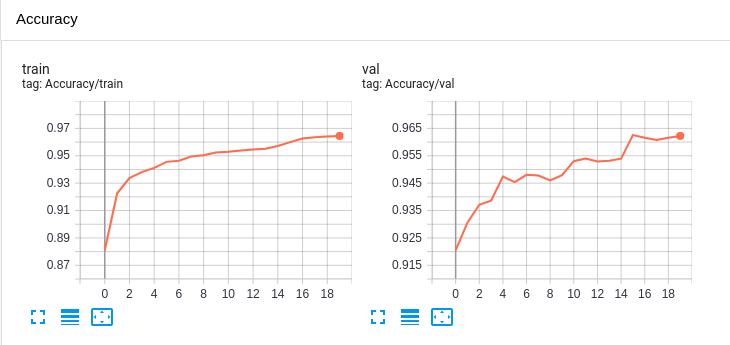 Accuracy
train
tag: Accuracy/train
0.97
0.95
0.93
0.91
0.89
0.87
0 2 4 6 8 10 12 14 16 18
val
tag: Accuracy/val
0.965
0.955
0.945
0.935
0.925
0.915
0 2 4 6 8 10 12 14 16 18